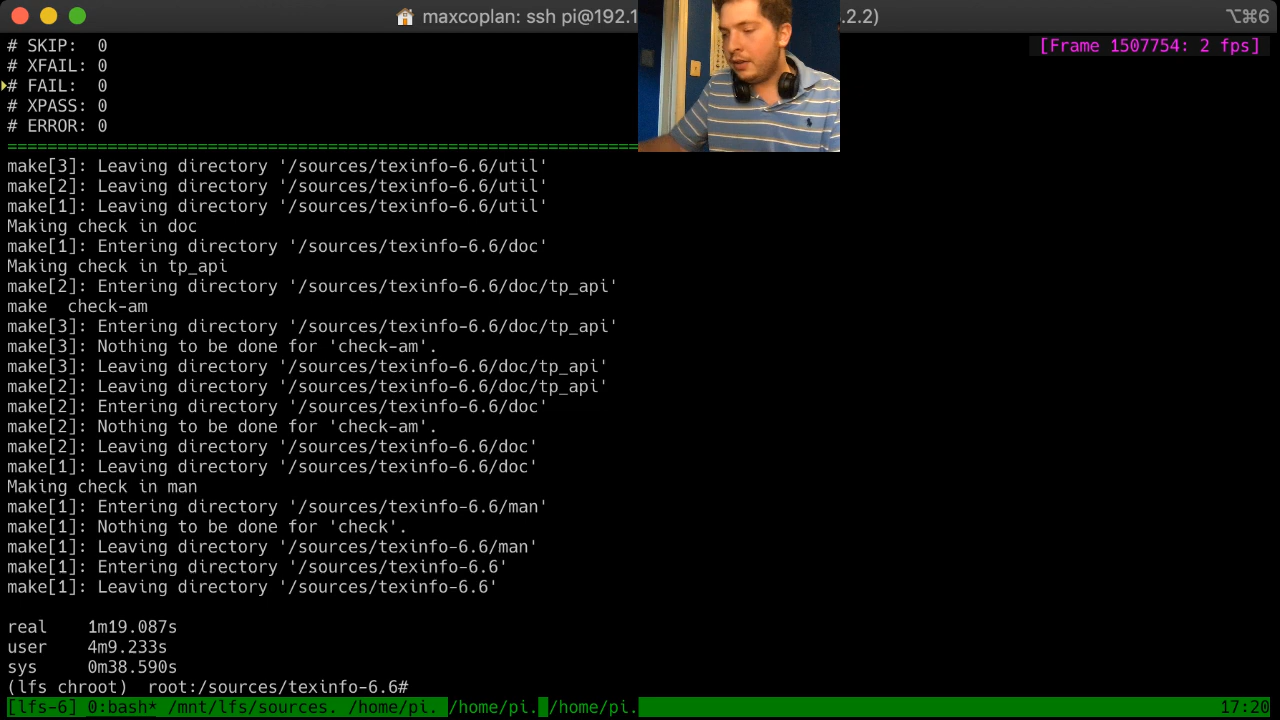 maxcoplan: ssh pi@192.1 .2.2) ⌥⌘6
# SKIP:  0
[Frame 1507754: 2 fps]
# XFAIL: 0
# FAIL:  0
# XPASS: 0
# ERROR: 0
================================================================
make[3]: Leaving directory '/sources/texinfo-6.6/util'
make[2]: Leaving directory '/sources/texinfo-6.6/util'
make[1]: Leaving directory '/sources/texinfo-6.6/util'
Making check in doc
make[1]: Entering directory '/sources/texinfo-6.6/doc'
Making check in tp_api
make[2]: Entering directory '/sources/texinfo-6.6/doc/tp_api'
make  check-am
make[3]: Entering directory '/sources/texinfo-6.6/doc/tp_api'
make[3]: Nothing to be done for 'check-am'.
make[3]: Leaving directory '/sources/texinfo-6.6/doc/tp_api'
make[2]: Leaving directory '/sources/texinfo-6.6/doc/tp_api'
make[2]: Entering directory '/sources/texinfo-6.6/doc'
make[2]: Nothing to be done for 'check-am'.
make[2]: Leaving directory '/sources/texinfo-6.6/doc'
make[1]: Leaving directory '/sources/texinfo-6.6/doc'
Making check in man
make[1]: Entering directory '/sources/texinfo-6.6/man'
make[1]: Nothing to be done for 'check'.
make[1]: Leaving directory '/sources/texinfo-6.6/man'
make[1]: Entering directory '/sources/texinfo-6.6'
make[1]: Leaving directory '/sources/texinfo-6.6'
real    1m19.087s
user    4m9.233s
sys     0m38.590s
(lfs chroot)  root:/sources/texinfo-6.6#
[lfs-6] 0:bash* /mnt/lfs/sources. /home/pi. /home/pi. /home/pi. 17:20